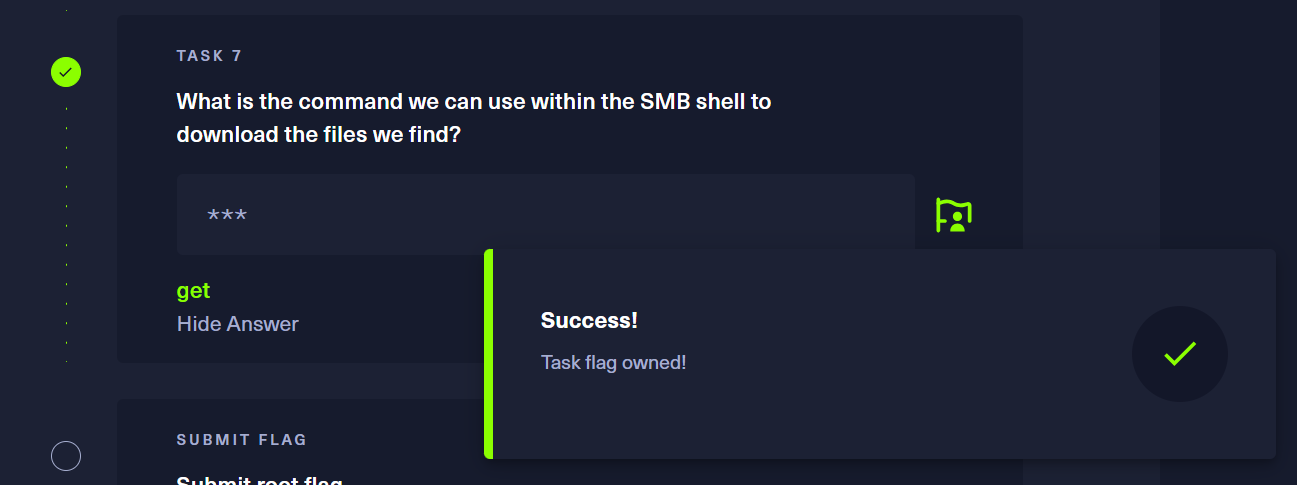 TASK 7
What is the command we can use within the SMB shell to
download the files we find?
***
get
Hide Answer
Success!
Task flag owned!
SUBMIT FLAG
Submit root flag